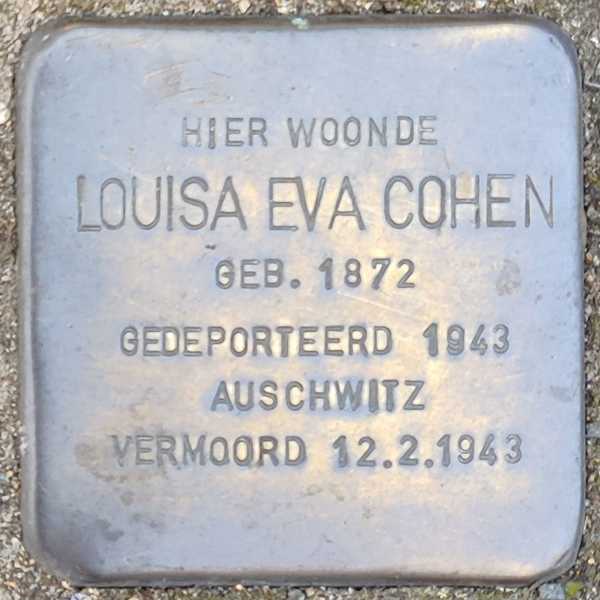 HIER WOONDE
LOUISA EVA COHEN
GEB. 1872
GEDEPORTEERD 1943
AUSCHWITZ
VERMOORD 12.2.1943